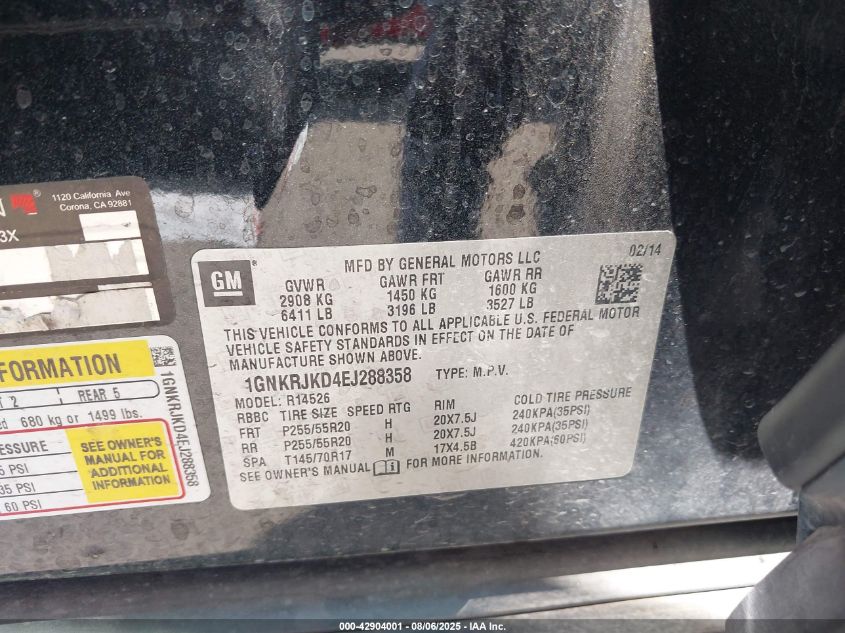 N
®
1120 California Ave
Corona, CA 92881
3X
GM
®
MFD BY GENERAL MOTORS LLC
02/14
GVWR GAWR FRT GAWR RR
2908 KG 1450 KG 1600 KG
6411 LB 3196 LB 3527 LB
THIS VEHICLE CONFORMS TO ALL APPLICABLE U.S. FEDERAL MOTOR
VEHICLE SAFETY STANDARDS IN EFFECT ON THE DATE OF
MANUFACTURE SHOWN ABOVE.
1GNKRJKD4EJ288358 TYPE: M.P.V.
MODEL: R14526
RBBC TIRE SIZE SPEED RTG RIM COLD TIRE PRESSURE
FRT P255/55R20 H 20X7.5J 240KPA(35PSI)
RR P255/55R20 H 20X7.5J 240KPA(35PSI)
SPA T145/70R17 M 17X4.5B 420KPA(60PSI)
SEE OWNER'S MANUAL FOR MORE INFORMATION.
FORMATION
2 REAR 5
680 kg or 1499 lbs.
SEE OWNER'S
MANUAL FOR
ADDITIONAL
INFORMATION
PSI
35 PSI
60 PSI
1GNKRJKD4EJ288358
000-42904001 - 08/06/2025 - IAA Inc.